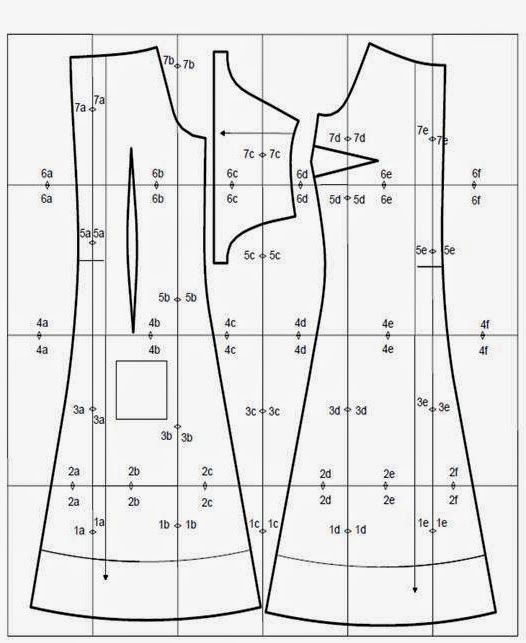 7b 7b
7a 7a
7d 7d
7e 7e
7c 7c
6a 6b 6c 6d 6e 6f
6a 6b 6c 6d 6e 6f
5d 5d
5a 5a
5e 5e
5c 5c
5b 5b
4a 4b 4c 4d 4e 4f
4a 4b 4c 4d 4e 4f
3e 3e
3a 3a
3c 3c
3d 3d
3b 3b
2a 2b 2c 2d 2e 2f
2a 2b 2c 2d 2e 2f
1a 1a
1b 1b
1c 1c
1d 1d
1e 1e